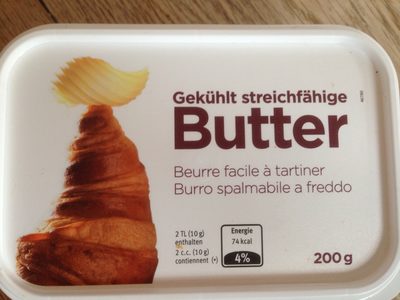 Gekühlt streichfähige
Butter
Beurre facile à tartiner
Burro spalmabile a freddo
2 TL (10 g)
enthalten
2 c.c. (10 g)
contiennent (*)
Energie
74 kcal
4%
200 g